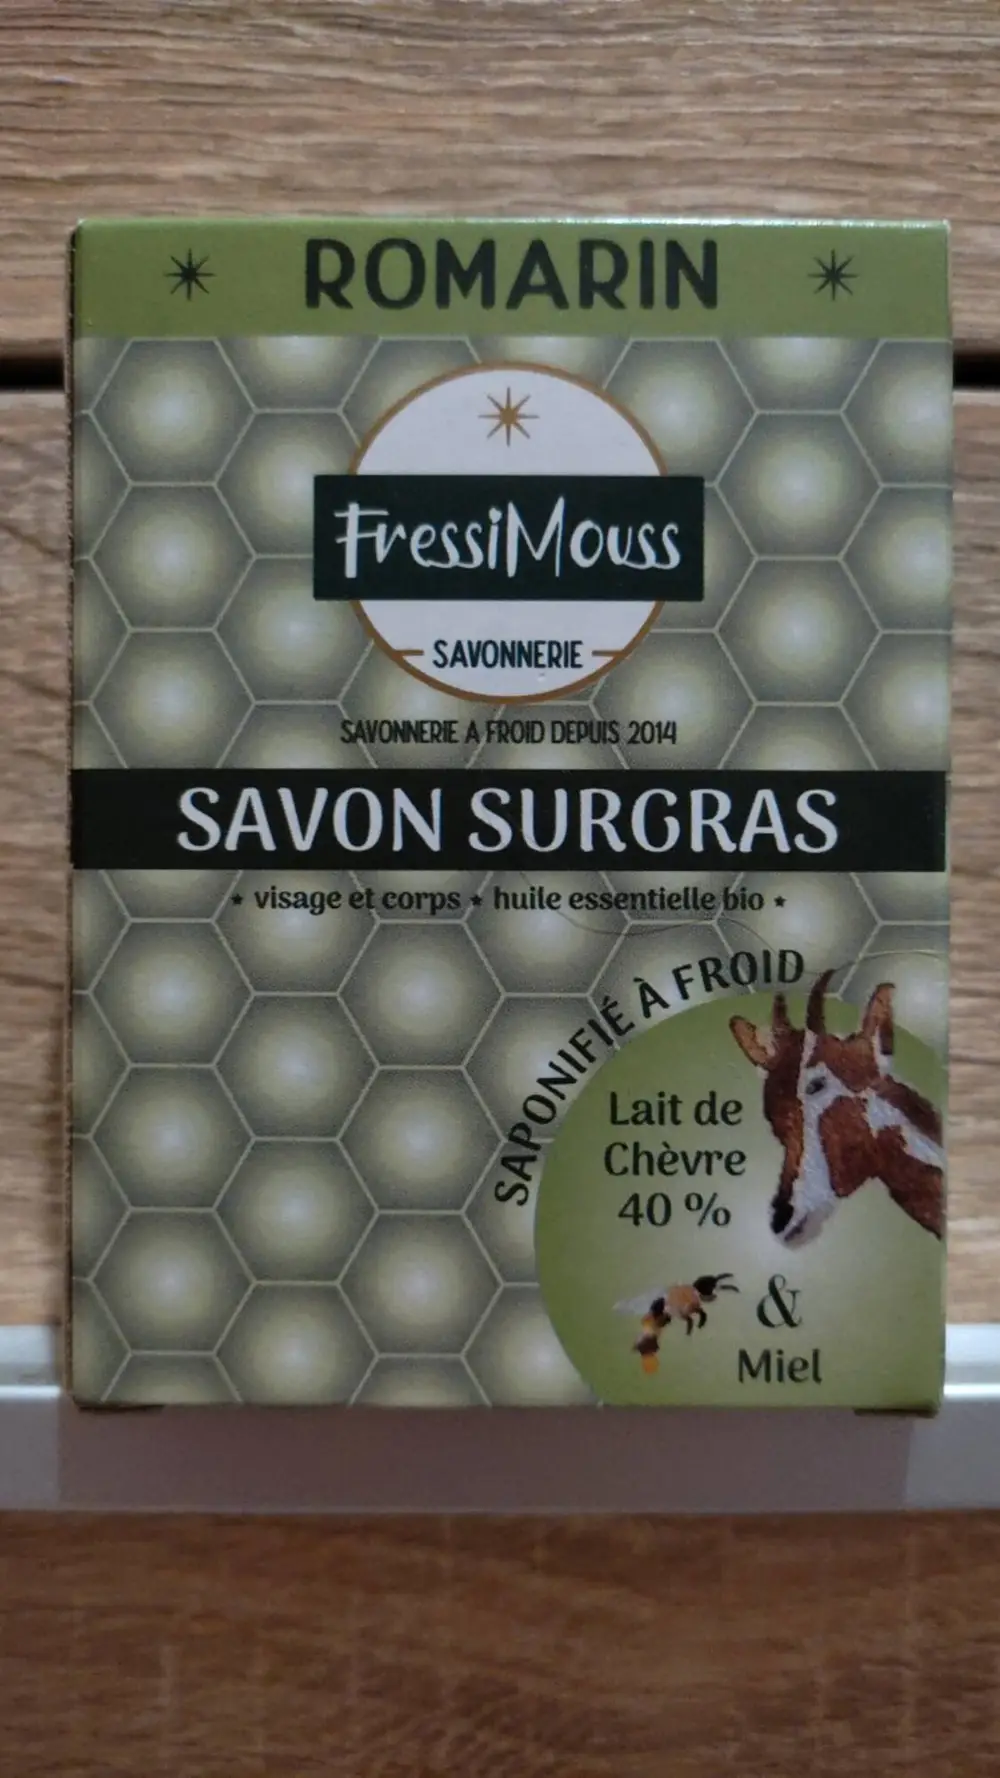 ROMARIN
FressiMouss
SAVONNERIE
SAVONNERIE A FROID DEPUIS 2014
SAVON SURGRAS
* visage et corps * huile essentielle bio *
SAPONIFIÉ À FROID
Lait de
Chèvre
40 %
&
Miel